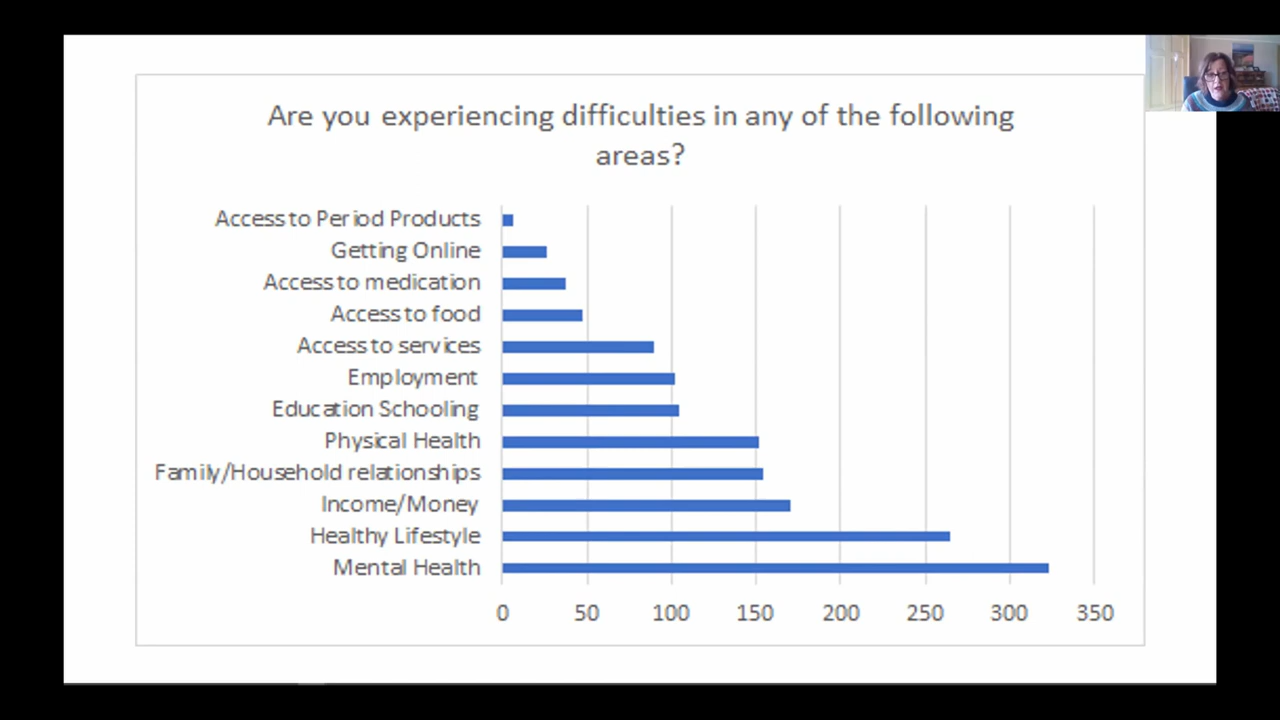 Are you experiencing difficulties in any of the following
areas?
Access to Period Products
Getting Online
Access to medication
Access to food
Access to services
Employment
Education Schooling
Physical Health
Family/Household relationships
Income/Money
Healthy Lifestyle
Mental Health
0 50 100 150 200 250 300 350